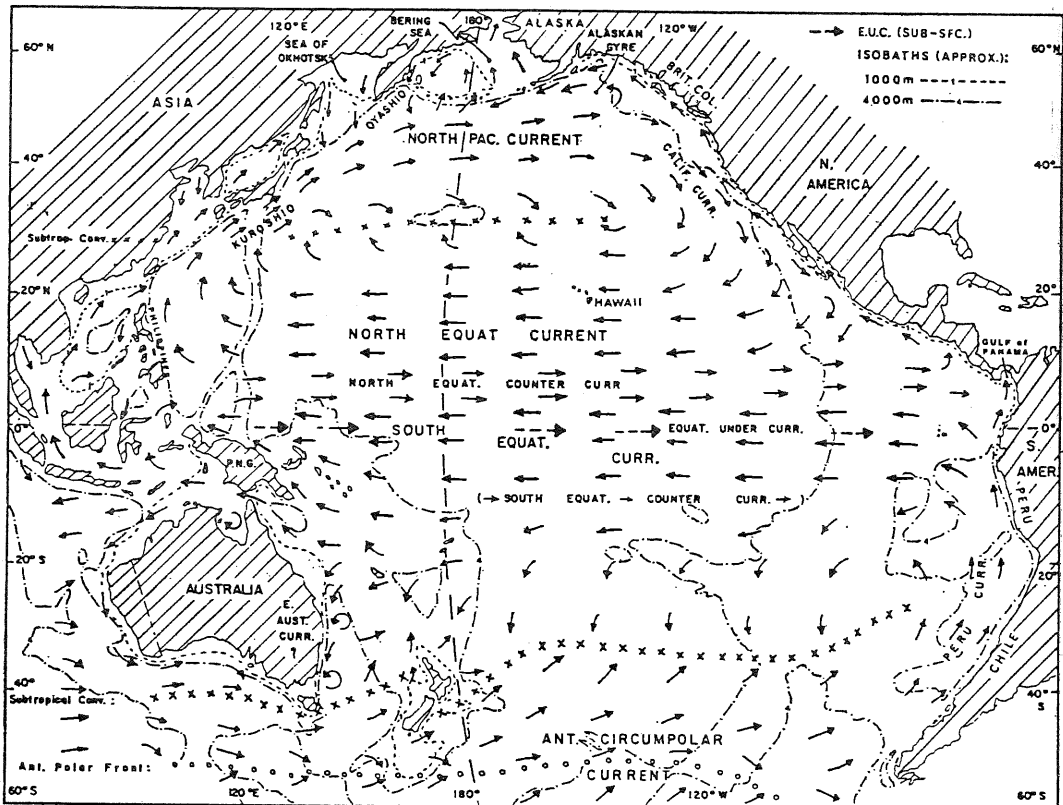 120° E
BERING SEA
180°
ALASKA
ALASKAN GYRE
120° W
60° N
SEA OF OKHOTSK
E.U.C. (SUB-SFC.)
60° N
ISOBATHS (APPROX.):
1000m
4000m
ASIA
OYASHIO
BRIT. COL.
40°
NORTH PAC. CURRENT
CALIF. CURR.
N. AMERICA
40°
KUROSHIO
Subtrop. Conv. x x
20° N
HAWAII
20°
PHILIPPINES
NORTH EQUAT CURRENT
GULF of PANAMA
NORTH EQUAT. COUNTER CURR
0°
SOUTH EQUAT. CURR.
EQUAT. UNDER CURR.
0°
S. AMER.
P.N.G.
(→ SOUTH EQUAT. → COUNTER CURR. →)
PERU
20° S
AUSTRALIA
E. AUST. CURR. ?
20°
PERU CURR.
CHILE
40°
Subtropical Conv.:
40° S
ANT. CIRCUMPOLAR CURRENT
Ant. Polar Front:
60° S
120° E
180°
120° W
60° S